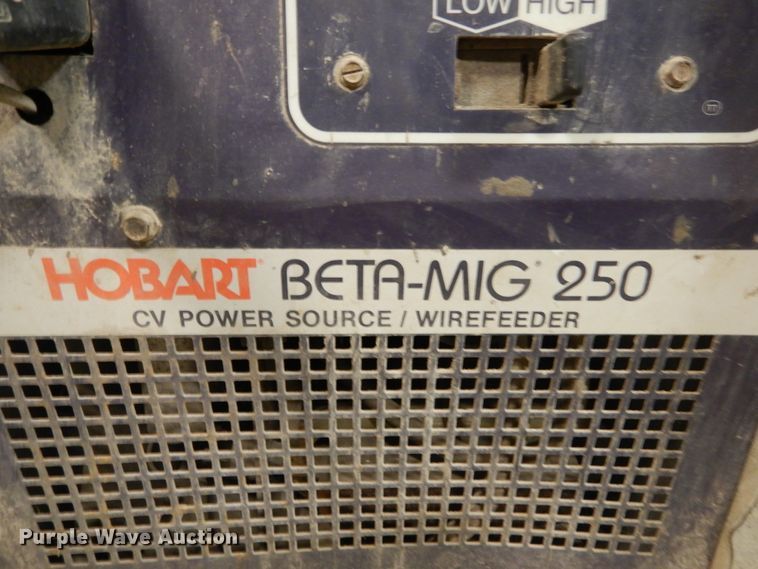 LOW HIGH
HOBART BETA-MIG 250
CV POWER SOURCE / WIREFEEDER
Purple Wave Auction